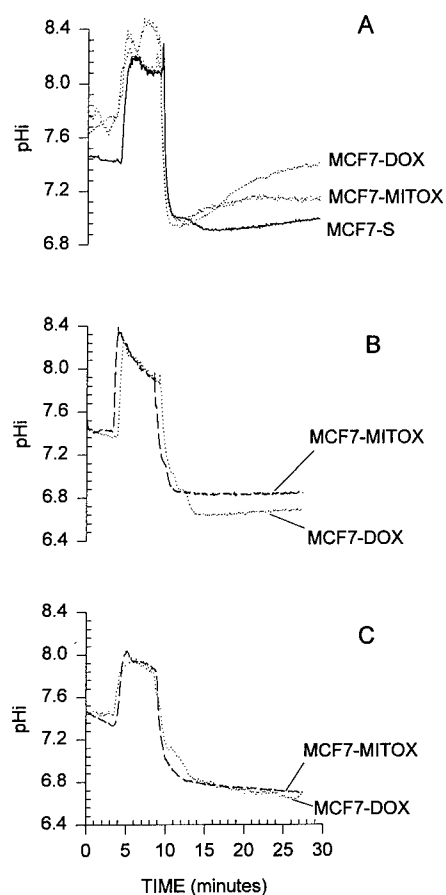 A
8.4
8.0
7.6
7.2
6.8
pHi
MCF7-DOX
MCF7-MITOX
MCF7-S
B
8.4
8.0
7.6
7.2
6.8
6.4
pHi
MCF7-MITOX
MCF7-DOX
C
8.4
8.0
7.6
7.2
6.8
6.4
pHi
MCF7-MITOX
MCF7-DOX
0 5 10 15 20 25 30
TIME (minutes)